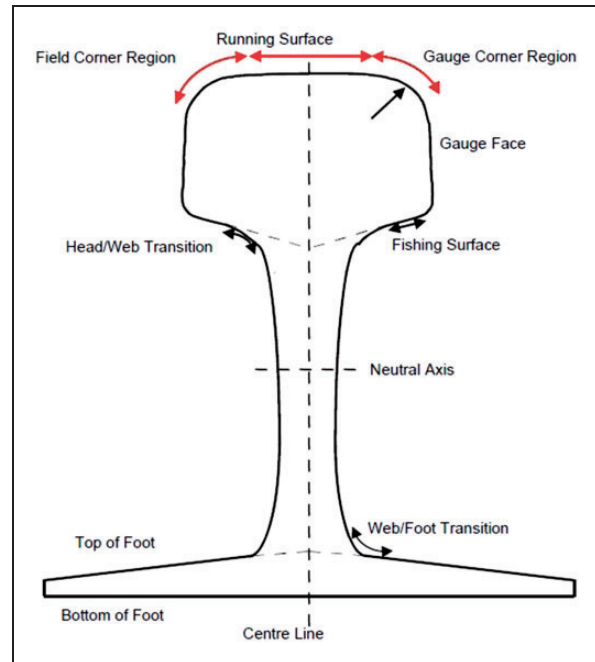 Running Surface
Field Corner Region
Gauge Corner Region
Gauge Face
Head/Web Transition
Fishing Surface
Neutral Axis
Web/Foot Transition
Top of Foot
Bottom of Foot
Centre Line